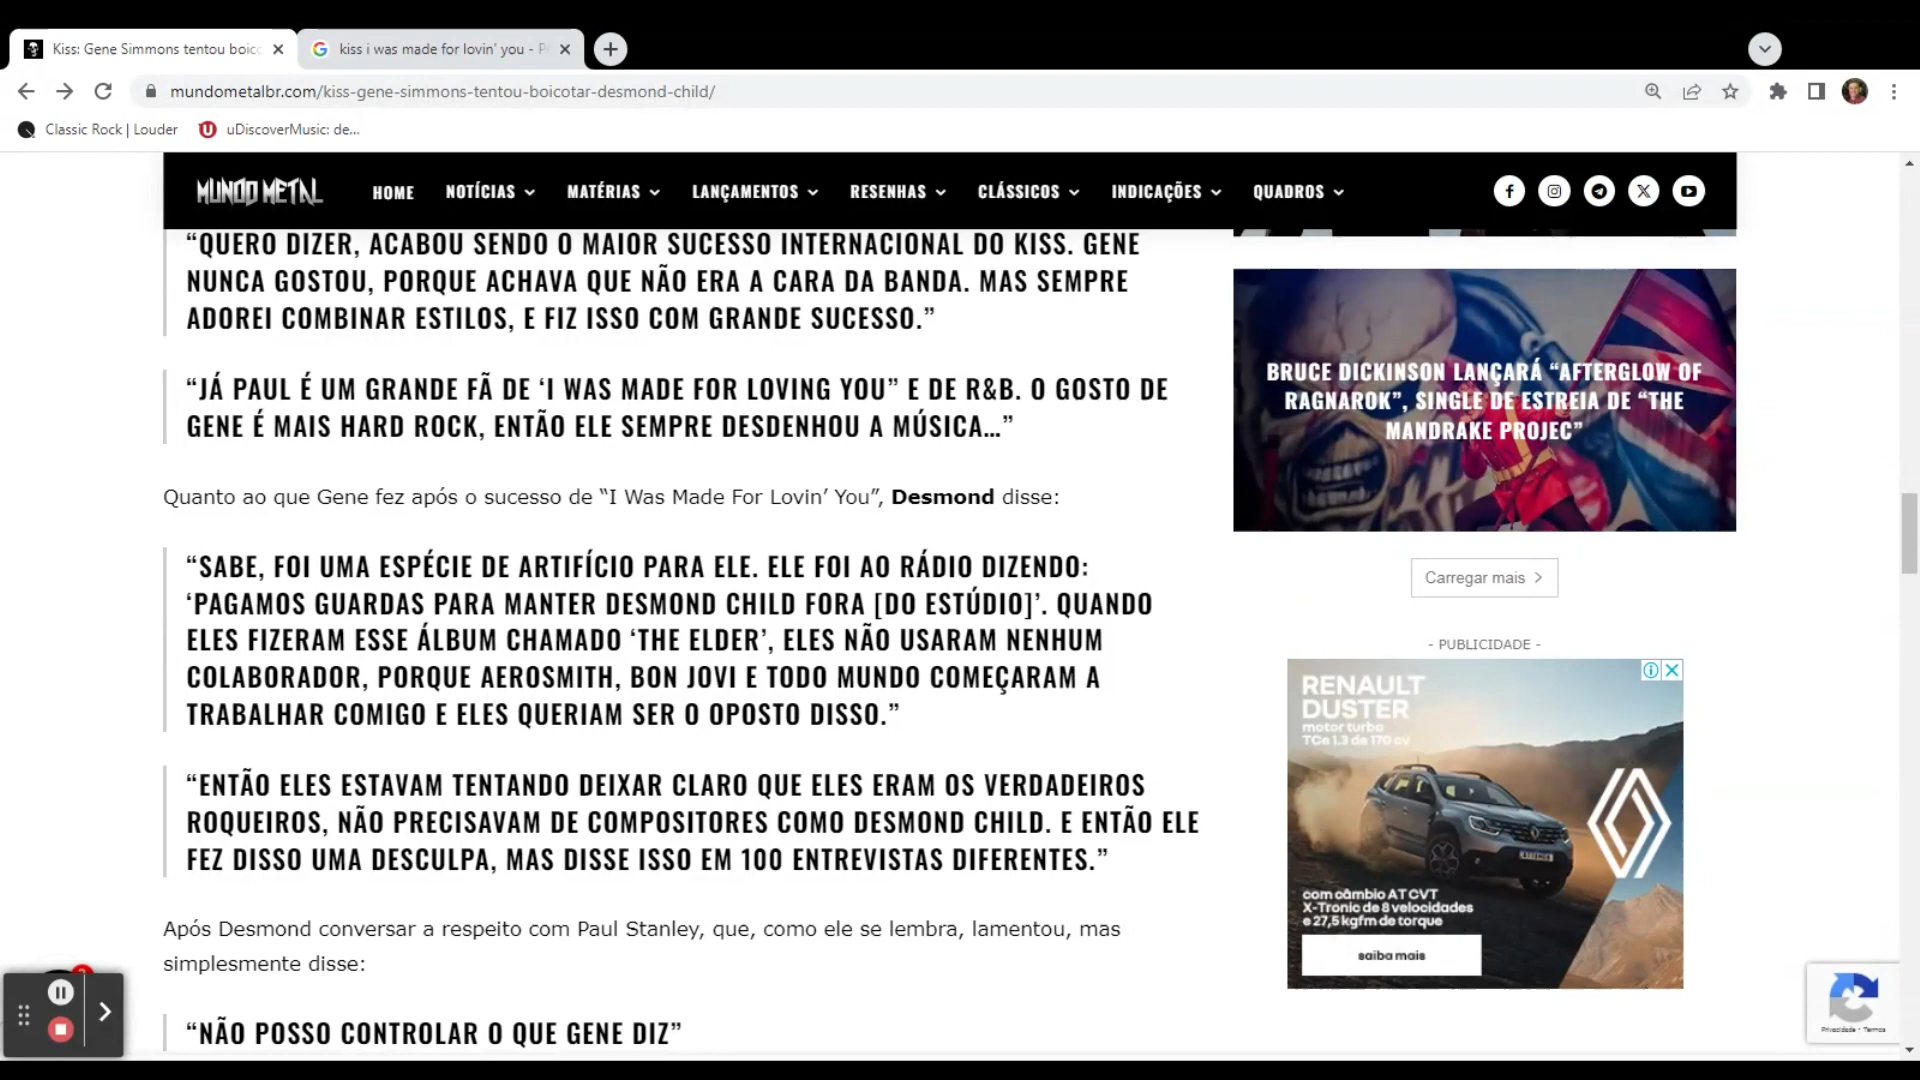 Kiss: Gene Simmons tentou boico
kiss i was made for lovin' you - P
mundometalbr.com/kiss-gene-simmons-tentou-boicotar-desmond-child/
Classic Rock | Louder
uDiscoverMusic: de...
MUNDO METAL
HOME
NOTÍCIAS
MATÉRIAS
LANÇAMENTOS
RESENHAS
CLÁSSICOS
INDICAÇÕES
QUADROS
“QUERO DIZER, ACABOU SENDO O MAIOR SUCESSO INTERNACIONAL DO KISS. GENE
NUNCA GOSTOU, PORQUE ACHAVA QUE NÃO ERA A CARA DA BANDA. MAS SEMPRE
ADOREI COMBINAR ESTILOS, E FIZ ISSO COM GRANDE SUCESSO.”
“JÁ PAUL É UM GRANDE FÃ DE ‘I WAS MADE FOR LOVING YOU” E DE R&B. O GOSTO DE
GENE É MAIS HARD ROCK, ENTÃO ELE SEMPRE DESDENHOU A MÚSICA…”
Quanto ao que Gene fez após o sucesso de “I Was Made For Lovin’ You”, Desmond disse:
“SABE, FOI UMA ESPÉCIE DE ARTIFÍCIO PARA ELE. ELE FOI AO RÁDIO DIZENDO:
‘PAGAMOS GUARDAS PARA MANTER DESMOND CHILD FORA [DO ESTÚDIO]’. QUANDO
ELES FIZERAM ESSE ÁLBUM CHAMADO ‘THE ELDER’, ELES NÃO USARAM NENHUM
COLABORADOR, PORQUE AEROSMITH, BON JOVI E TODO MUNDO COMEÇARAM A
TRABALHAR COMIGO E ELES QUERIAM SER O OPOSTO DISSO.”
“ENTÃO ELES ESTAVAM TENTANDO DEIXAR CLARO QUE ELES ERAM OS VERDADEIROS
ROQUEIROS, NÃO PRECISAVAM DE COMPOSITORES COMO DESMOND CHILD. E ENTÃO ELE
FEZ DISSO UMA DESCULPA, MAS DISSE ISSO EM 100 ENTREVISTAS DIFERENTES.”
Após Desmond conversar a respeito com Paul Stanley, que, como ele se lembra, lamentou, mas
simplesmente disse:
“NÃO POSSO CONTROLAR O QUE GENE DIZ”
BRUCE DICKINSON LANÇARÁ “AFTERGLOW OF
RAGNAROK”, SINGLE DE ESTREIA DE “THE
MANDRAKE PROJEC”
Carregar mais
- PUBLICIDADE -
RENAULT
DUSTER
motor turbo
TCe 1.3 de 170 cv
com câmbio AT CVT
X-Tronic de 8 velocidades
e 27,5 kgfm de torque
saiba mais
Privacidade - Termos